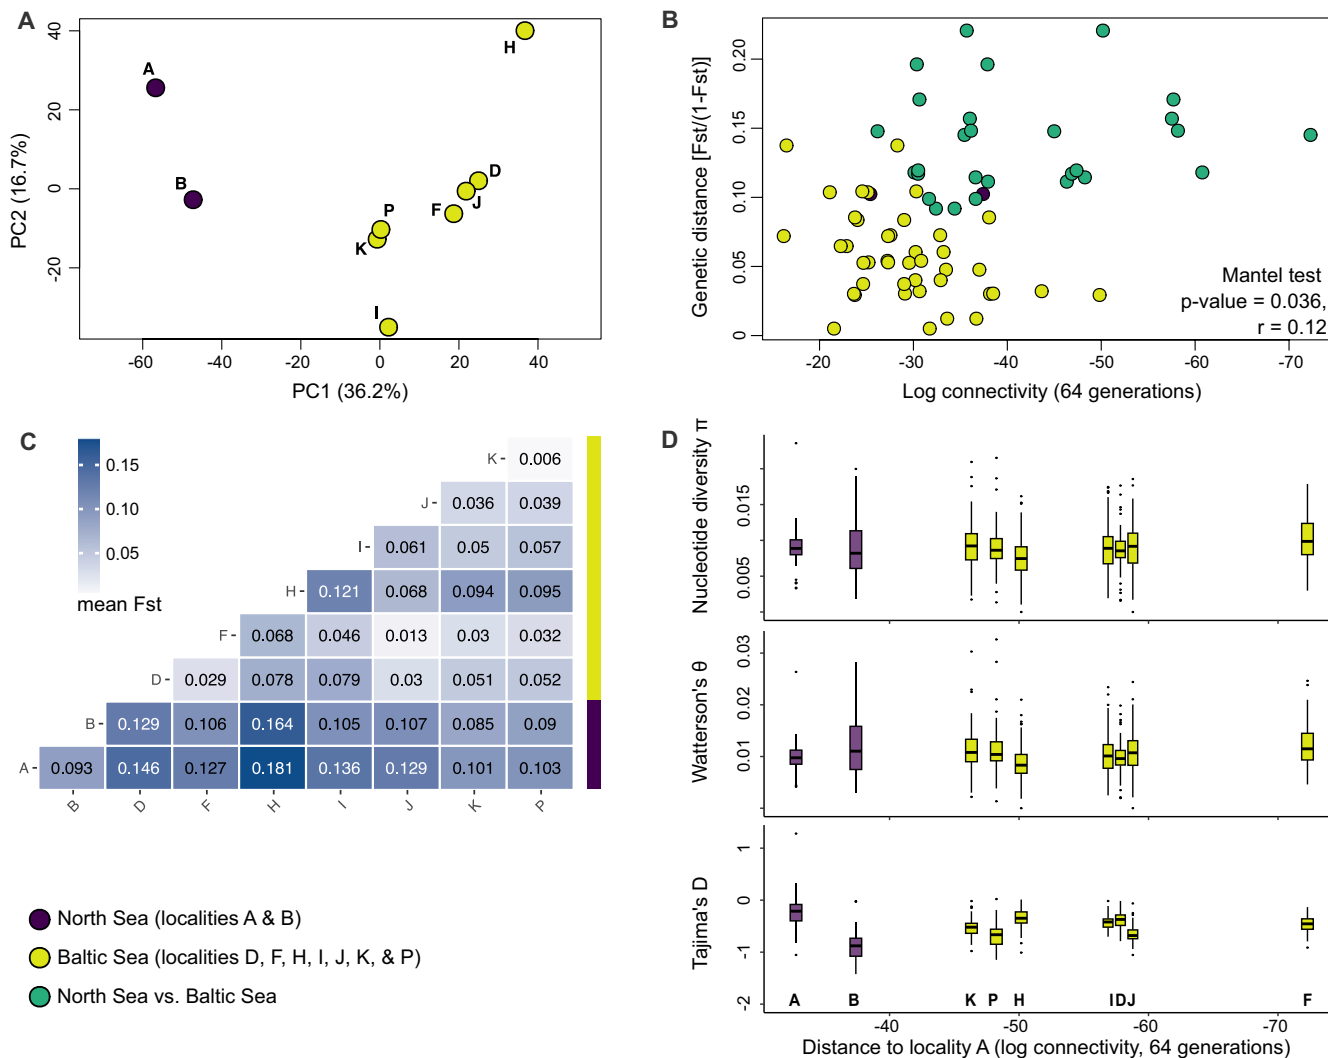 A
40
20
0
-20
PC2 (16.7%)
A
B
H
D
J
F
P
K
I
-60
-40
-20
0
20
40
PC1 (36.2%)
B
0.20
0.15
0.10
0.05
0
Genetic distance [Fst/(1-Fst)]
Mantel test
p-value = 0.036,
r = 0.12
-20
-30
-40
-50
-60
-70
Log connectivity (64 generations)
C
0.15
0.10
0.05
mean Fst
K 0.006
J 0.036 0.039
I 0.061 0.05 0.057
H 0.121 0.068 0.094 0.095
F 0.068 0.046 0.013 0.03 0.032
D 0.029 0.078 0.079 0.03 0.051 0.052
B 0.129 0.106 0.164 0.105 0.107 0.085 0.09
A 0.093 0.146 0.127 0.181 0.136 0.129 0.101 0.103
B D F H I J K P
North Sea (localities A & B)
Baltic Sea (localities D, F, H, I, J, K, & P)
North Sea vs. Baltic Sea
D
Nucleotide diversity π
0.015
0.005
Watterson's θ
0.03
0.02
0.01
Tajima's D
1
0
-1
-2
A B K P H I D J F
-40
-50
-60
-70
Distance to locality A (log connectivity, 64 generations)